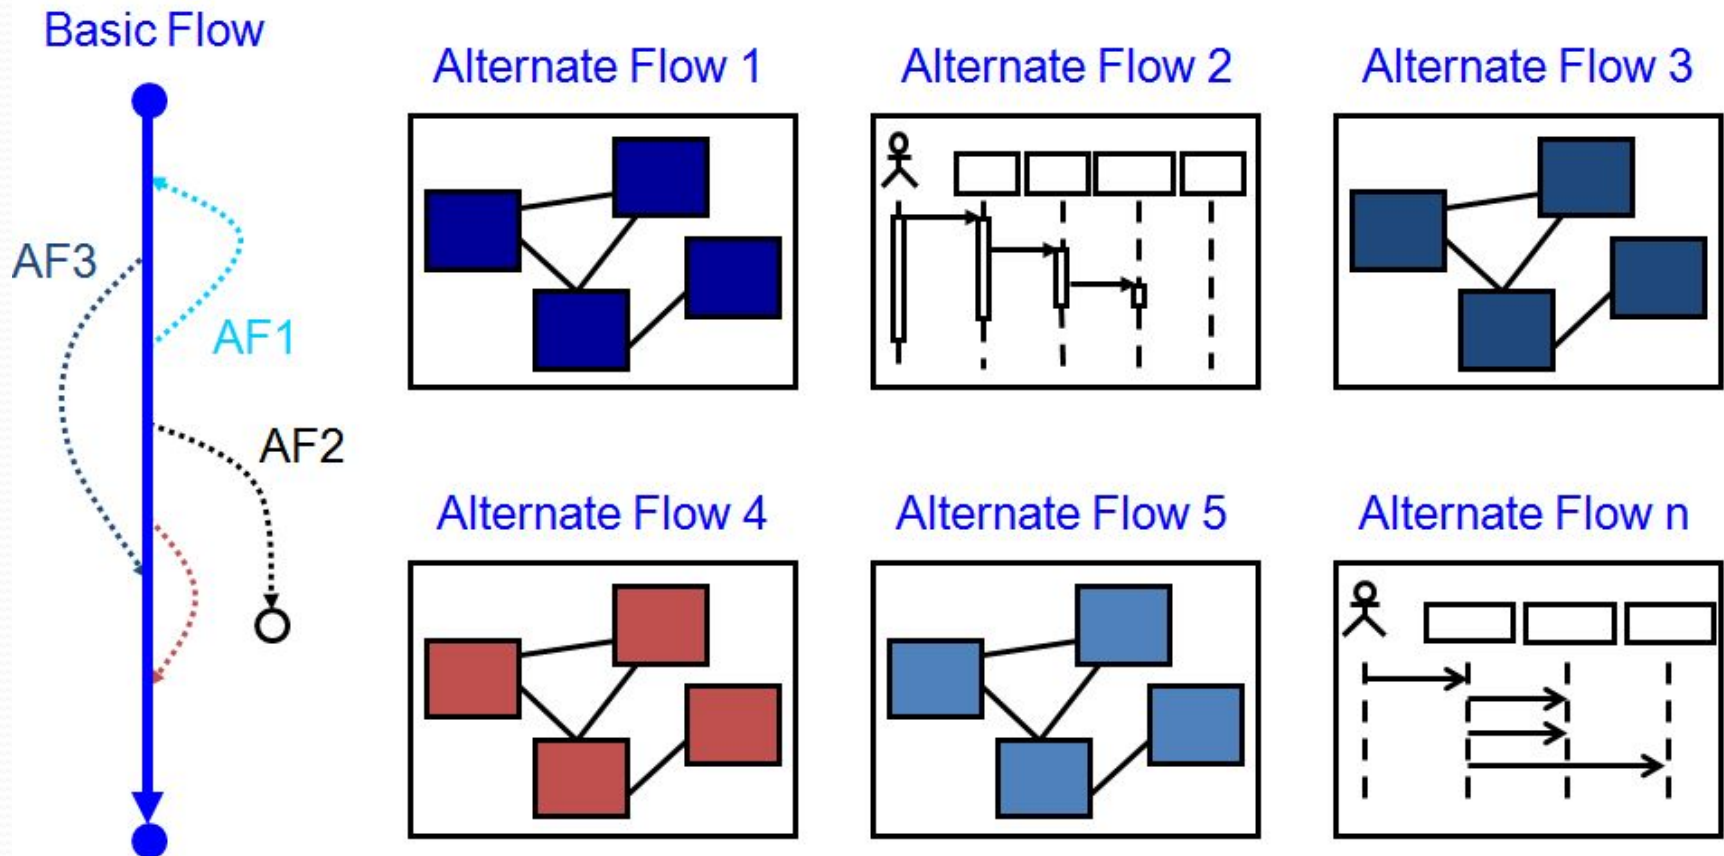 Basic Flow
AF3
AF1
AF2
Alternate Flow 1
Alternate Flow 2
Alternate Flow 3
Alternate Flow 4
Alternate Flow 5
Alternate Flow n